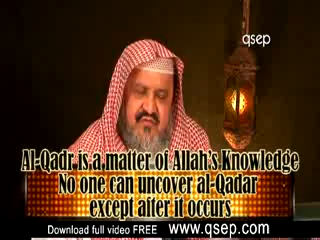 qsep
Al-Qadr is a matter of Allah's Knowledge
No one can uncover al-Qadar
except after it occurs
Download full video FREE www.qsep.com